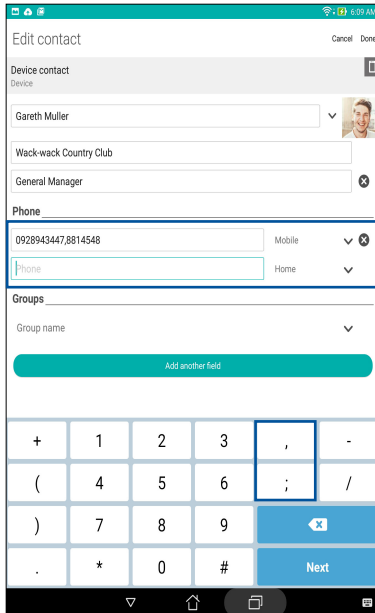 6:09 AM
Edit contact
Cancel Done
Device contact
Device
Gareth Muller
Wack-wack Country Club
General Manager
Phone
0928943447,8814548 Mobile
Phone Home
Groups
Group name
Add another field
+ 1 2 3 , -
( 4 5 6 ; /
) 7 8 9
. * 0 # Next